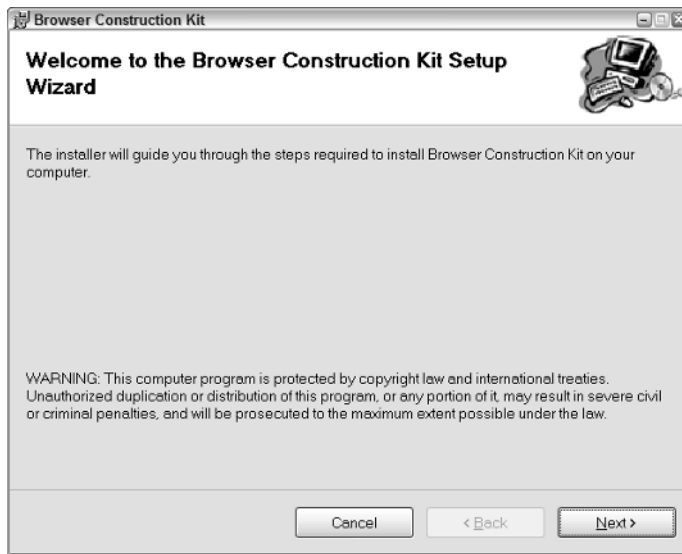 Browser Construction Kit
Welcome to the Browser Construction Kit Setup
Wizard
The installer will guide you through the steps required to install Browser Construction Kit on your
computer.
WARNING: This computer program is protected by copyright law and international treaties.
Unauthorized duplication or distribution of this program, or any portion of it, may result in severe civil
or criminal penalties, and will be prosecuted to the maximum extent possible under the law.
Cancel < Back Next >